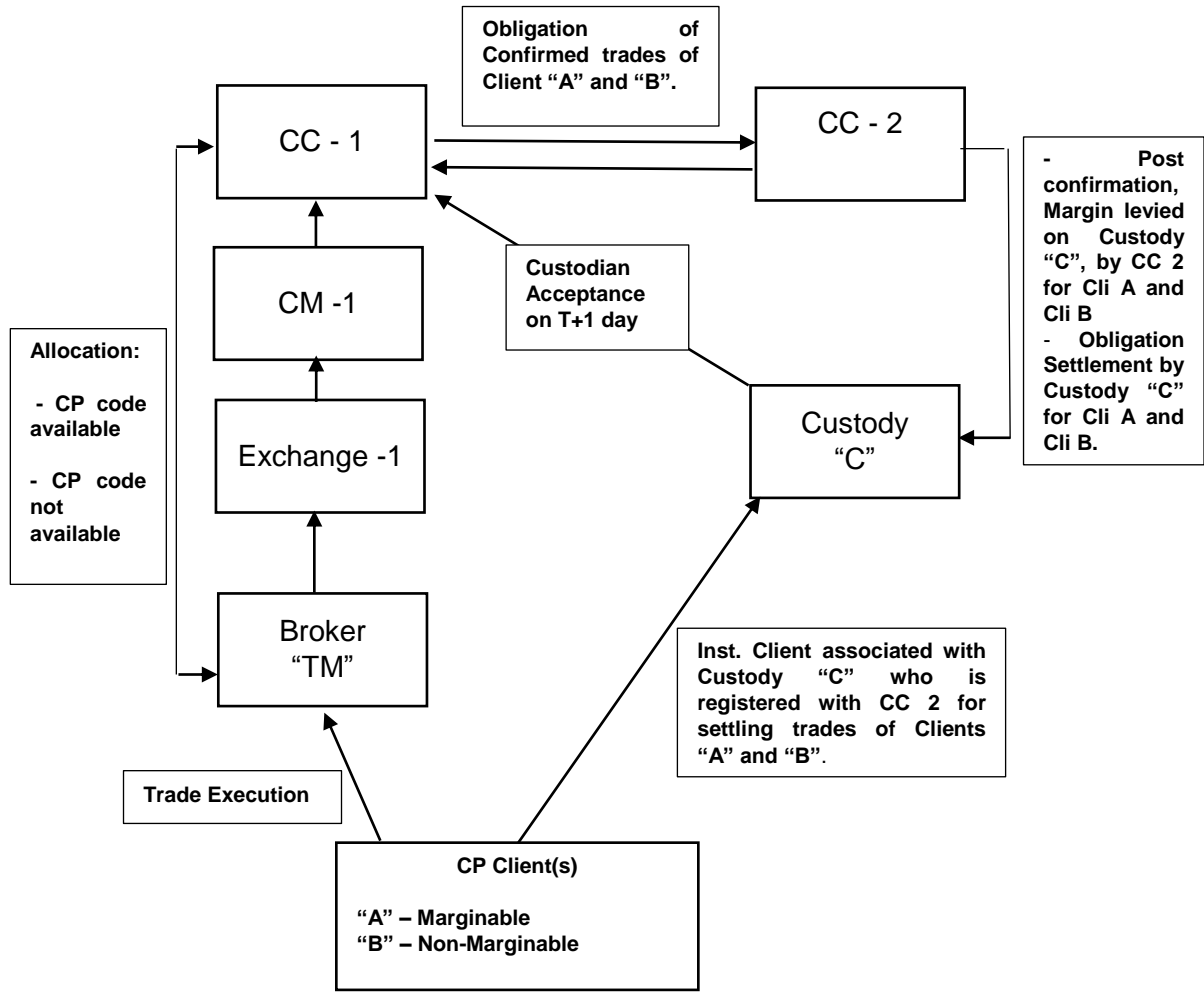 Obligation of
Confirmed trades of
Client “A” and “B”.
CC - 1
CC - 2
- Post
confirmation,
Margin levied
on Custody
“C”, by CC 2
for Cli A and
Cli B
- Obligation
Settlement by
Custody “C”
for Cli A and
Cli B.
CM -1
Custodian
Acceptance
on T+1 day
Allocation:
- CP code
available
- CP code
not
available
Exchange -1
Custody
“C”
Broker
“TM”
Inst. Client associated with
Custody “C” who is
registered with CC 2 for
settling trades of Clients
“A” and “B”.
Trade Execution
CP Client(s)
“A” – Marginable
“B” – Non-Marginable